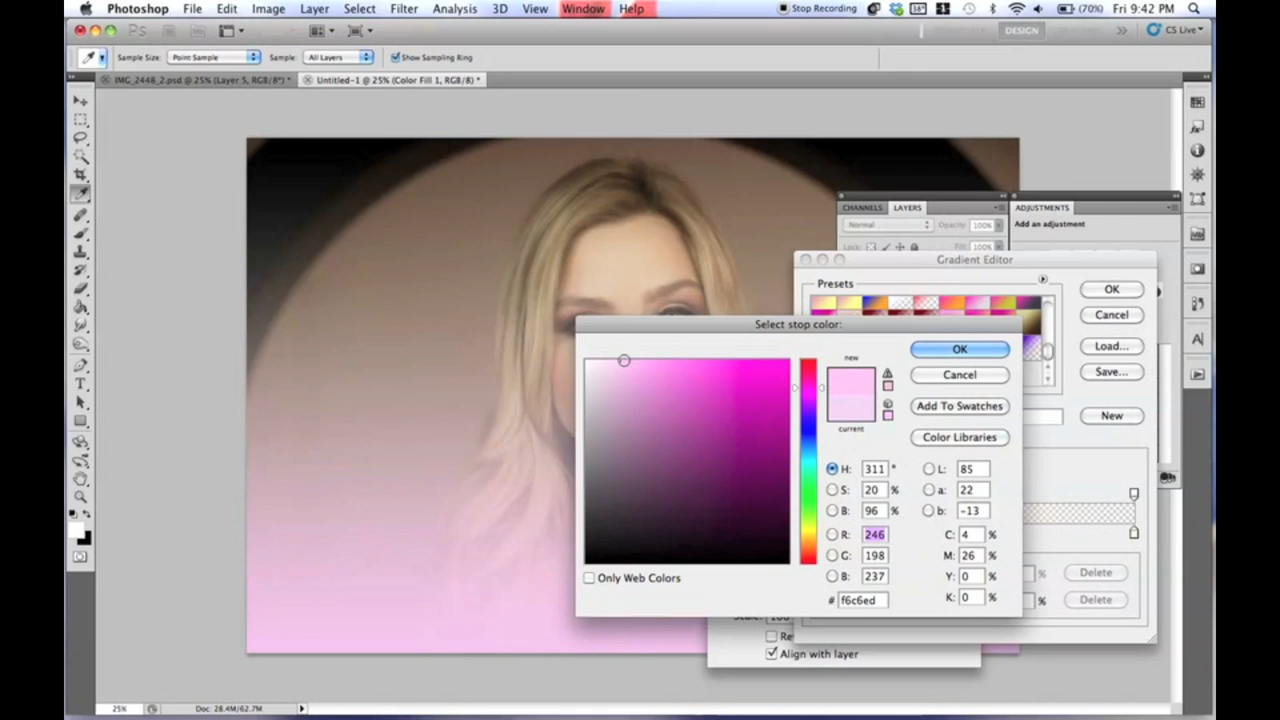 Photoshop File Edit Image Layer Select Filter Analysis 3D View Window Help Stop Recording (70%) Fri 9:42 PM
Ps DESIGN CS Live
Sample Size: Point Sample Sample: All Layers Show Sampling Ring
IMG_2448_2.psd @ 25% (Layer 5, RGB/8*) * Untitled-1 @ 25% (Color Fill 1, RGB/8) *
CHANNELS LAYERS ADJUSTMENTS
Normal Opacity: 100% Add an adjustment
Lock: Fill: 100%
Gradient Editor
Presets
OK
Cancel
Load...
Save...
New
Select stop color:
new
current
OK
Cancel
Add To Swatches
Color Libraries
H: 311 ° L: 85
S: 20 % a: 22
B: 96 % b: -13
R: 246 C: 4 %
G: 198 M: 26 %
B: 237 Y: 0 %
# f6c6ed K: 0 %
Only Web Colors
% Delete
% Delete
Scale: 100
Re
Align with layer
25% Doc: 28.4M/62.7M